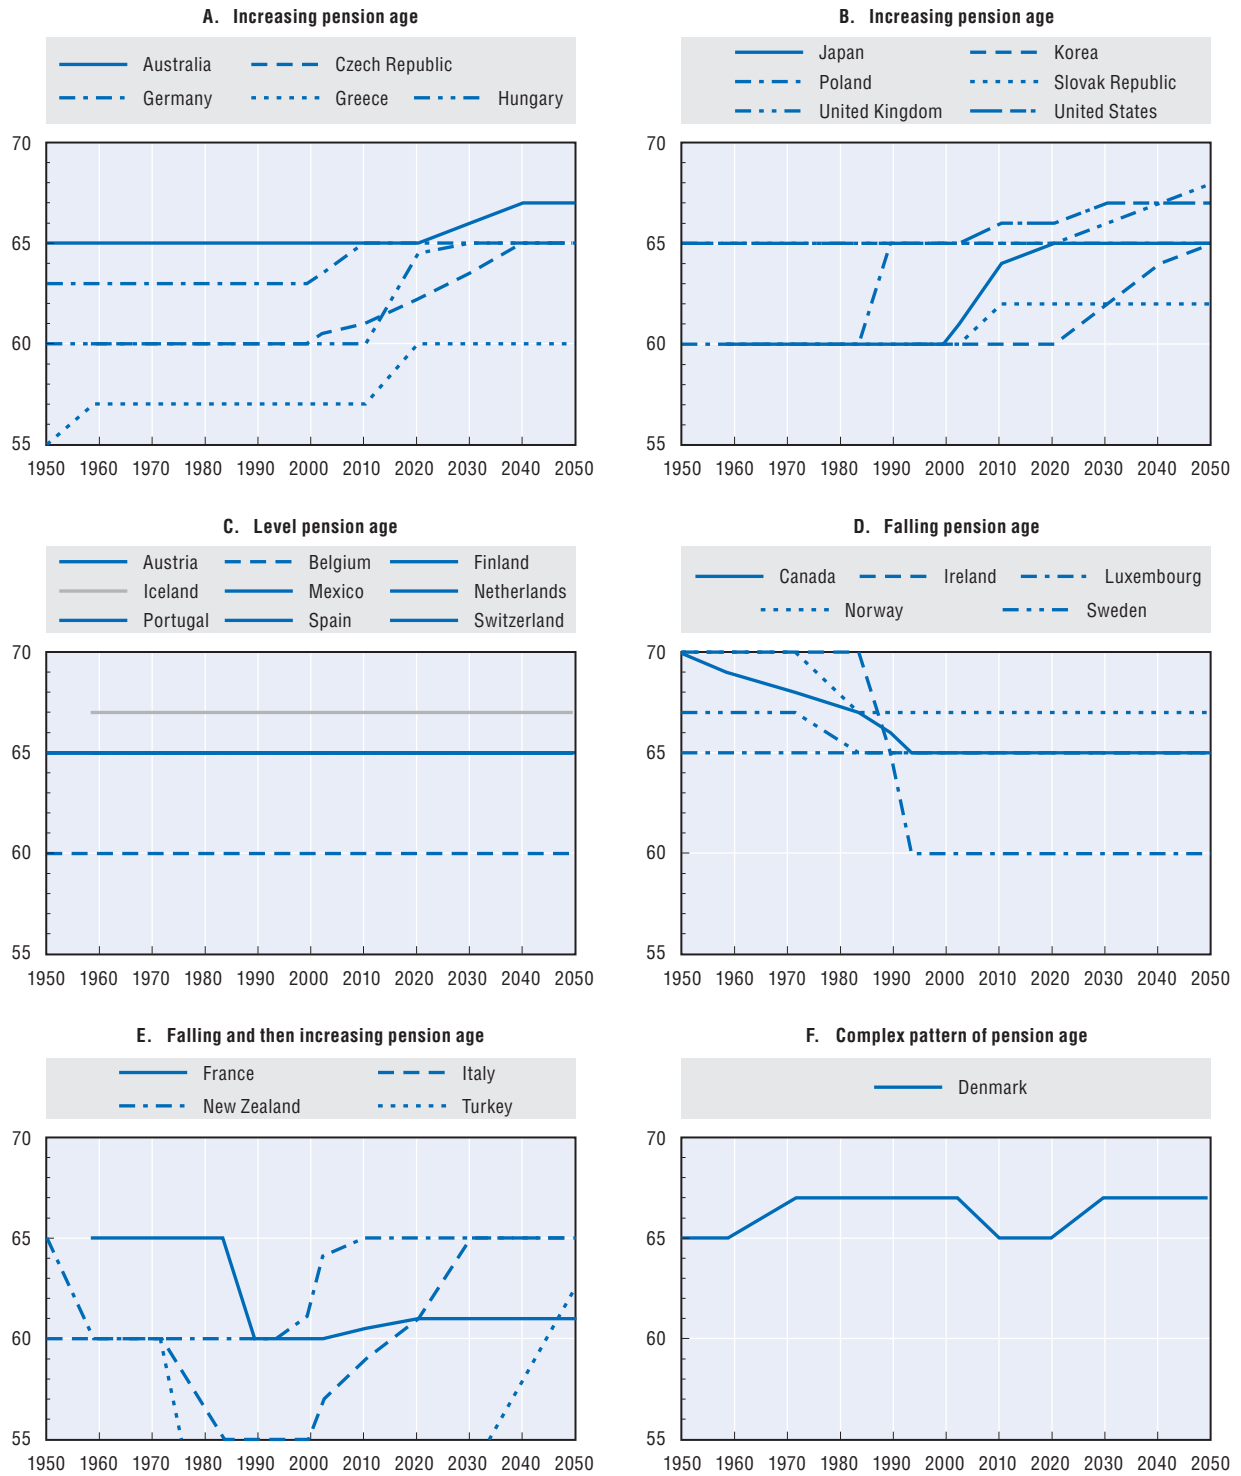 A. Increasing pension age
Australia Czech Republic
Germany Greece Hungary
70
65
60
55
1950 1960 1970 1980 1990 2000 2010 2020 2030 2040 2050
B. Increasing pension age
Japan Korea
Poland Slovak Republic
United Kingdom United States
70
65
60
55
1950 1960 1970 1980 1990 2000 2010 2020 2030 2040 2050
C. Level pension age
Austria Belgium Finland
Iceland Mexico Netherlands
Portugal Spain Switzerland
70
65
60
55
1950 1960 1970 1980 1990 2000 2010 2020 2030 2040 2050
D. Falling pension age
Canada Ireland Luxembourg
Norway Sweden
70
65
60
55
1950 1960 1970 1980 1990 2000 2010 2020 2030 2040 2050
E. Falling and then increasing pension age
France Italy
New Zealand Turkey
70
65
60
55
1950 1960 1970 1980 1990 2000 2010 2020 2030 2040 2050
F. Complex pattern of pension age
Denmark
70
65
60
55
1950 1960 1970 1980 1990 2000 2010 2020 2030 2040 2050